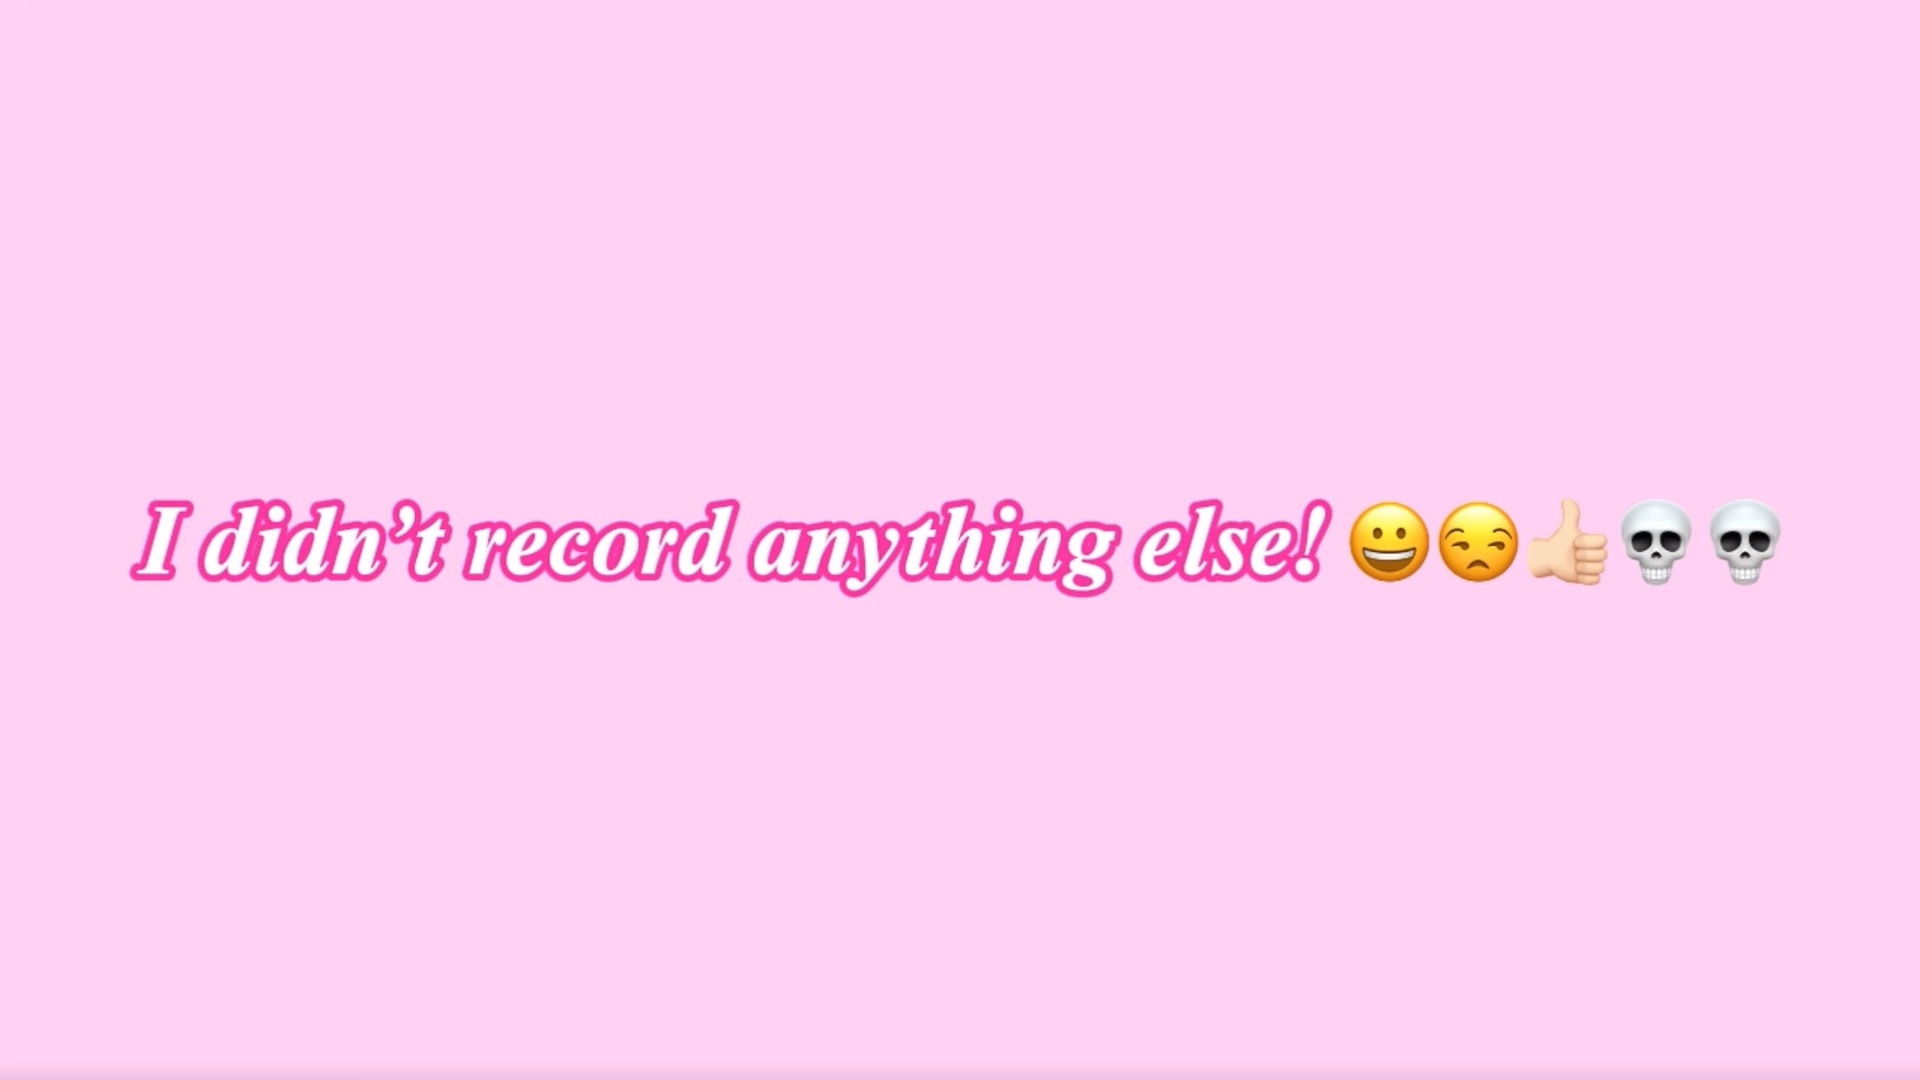 I didn’t record anything else! 😀😒👍🏻💀💀